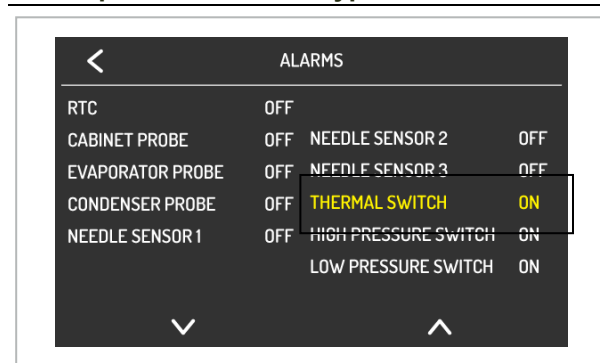 ALARMS
RTC OFF
CABINET PROBE OFF NEEDLE SENSOR 2 OFF
EVAPORATOR PROBE OFF NEEDLE SENSOR 3 OFF
CONDENSER PROBE OFF THERMAL SWITCH ON
NEEDLE SENSOR 1 OFF HIGH PRESSURE SWITCH ON
LOW PRESSURE SWITCH ON